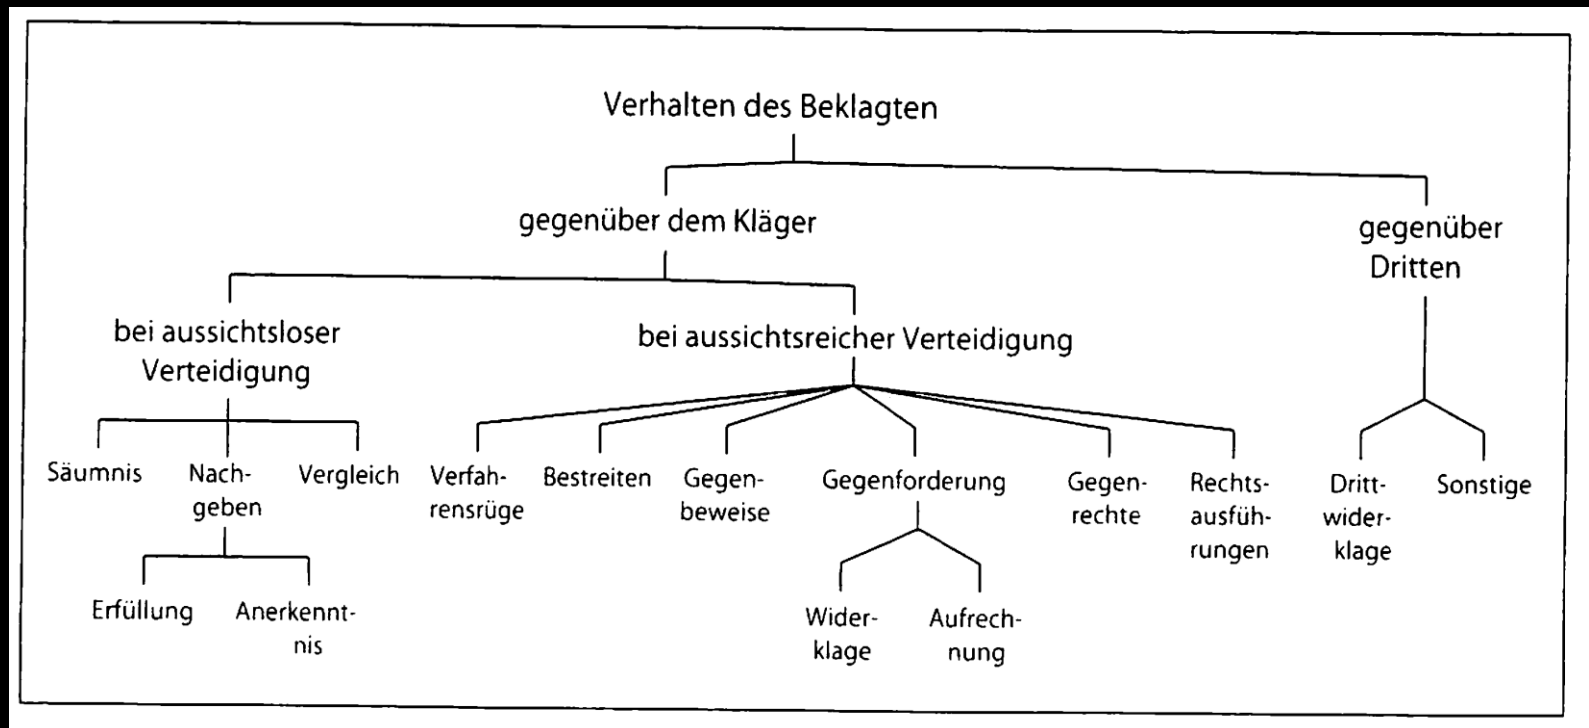 Verhalten des Beklagten
gegenüber dem Kläger
gegenüber
Dritten
bei aussichtsloser
Verteidigung
bei aussichtsreicher Verteidigung
Säumnis
Nach-
geben
Vergleich
Verfah-
rensrüge
Bestreiten
Gegen-
beweise
Gegenforderung
Gegen-
rechte
Rechts-
ausfüh-
rungen
Dritt-
wider-
klage
Sonstige
Erfüllung
Anerkennt-
nis
Wider-
klage
Aufrech-
nung